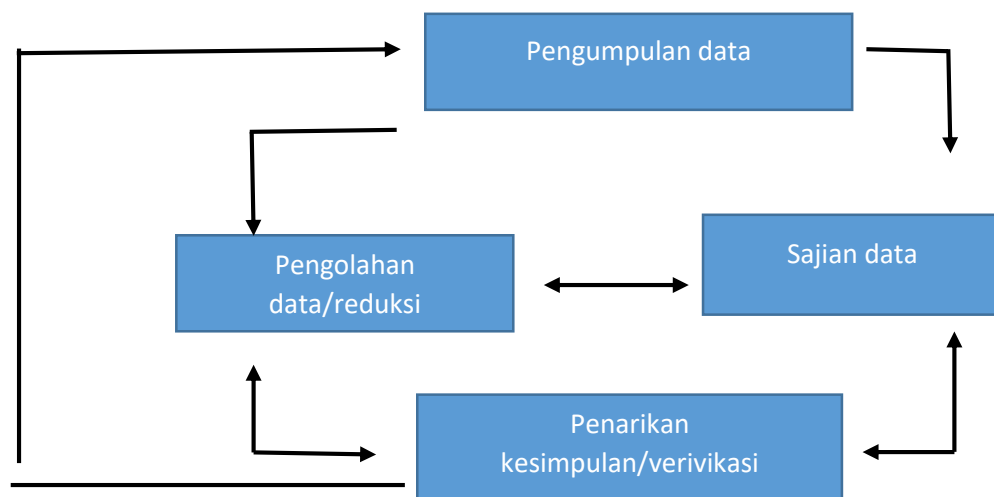 Pengumpulan data
Sajian data
Pengolahan
data/reduksi
Penarikan
kesimpulan/verivikasi